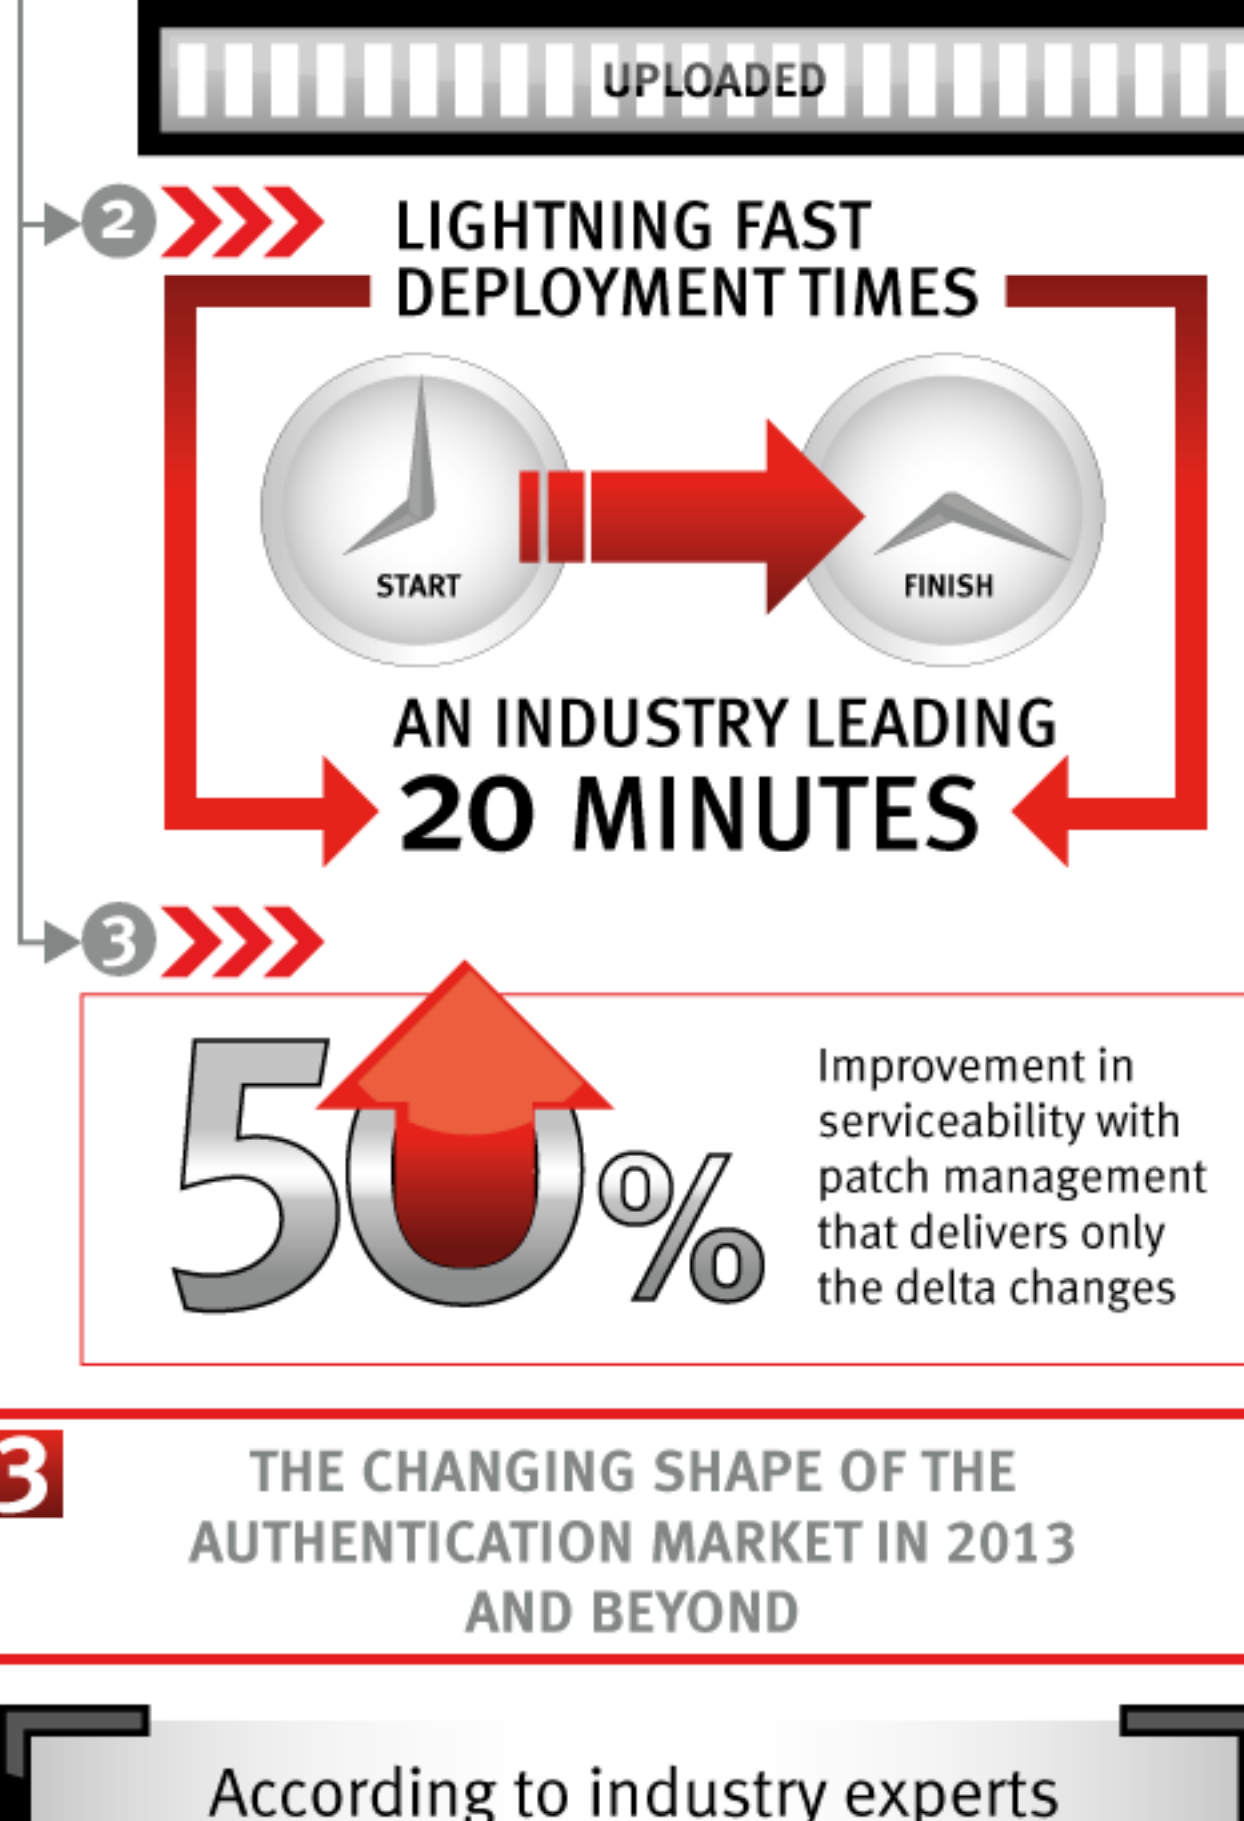 UPLOADED
2
LIGHTNING FAST
DEPLOYMENT TIMES
START
FINISH
AN INDUSTRY LEADING
20 MINUTES
3
50%
Improvement in
serviceability with
patch management
that delivers only
the delta changes
3
THE CHANGING SHAPE OF THE
AUTHENTICATION MARKET IN 2013
AND BEYOND
According to industry experts